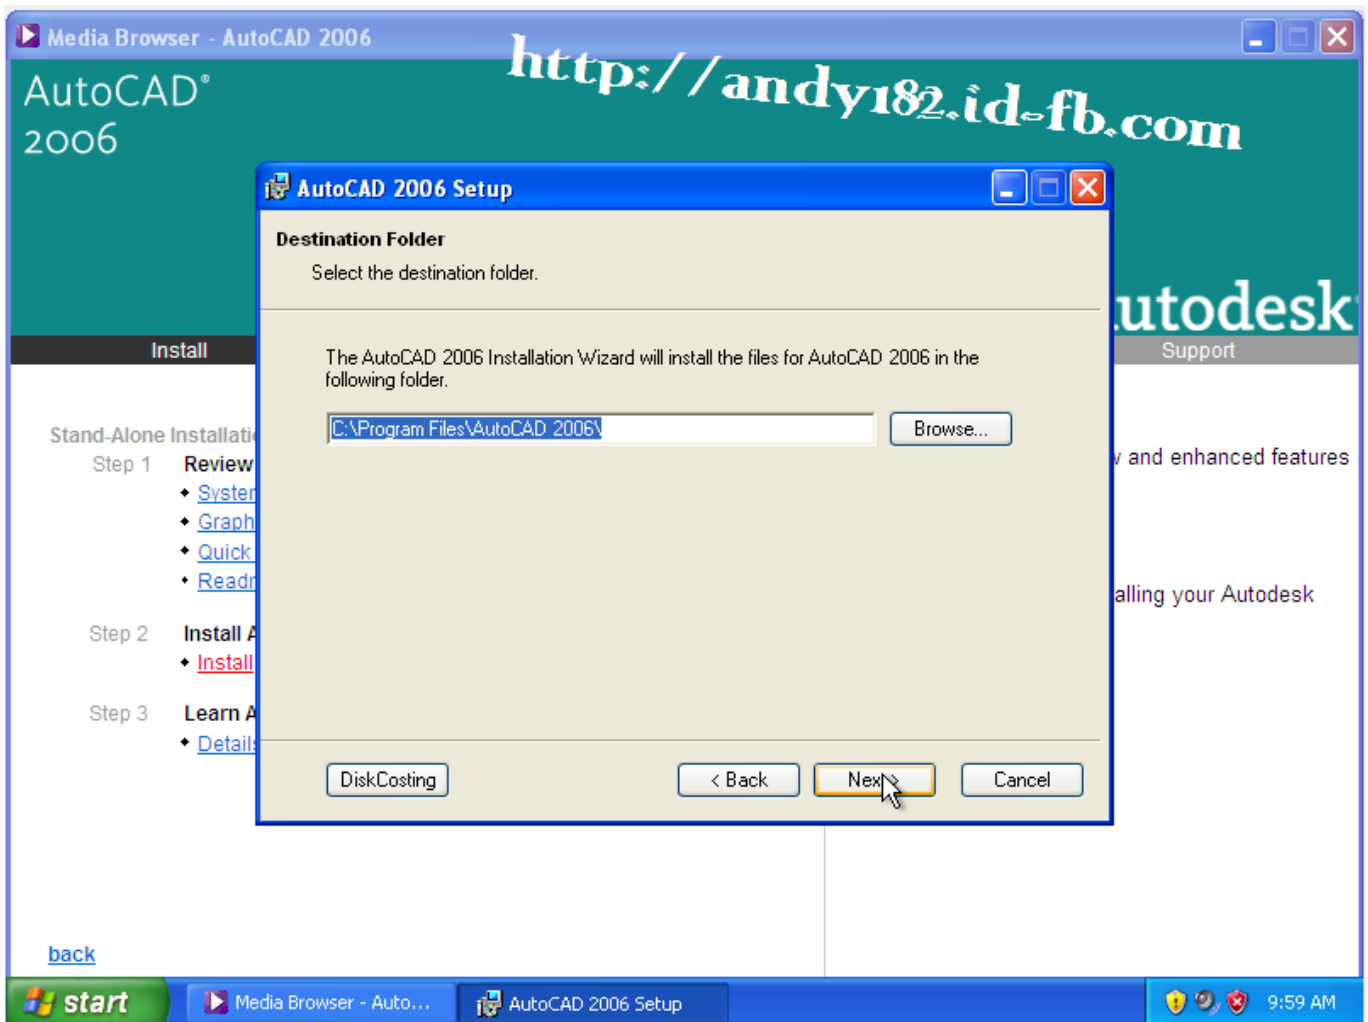 Media Browser - AutoCAD 2006
http://andy182.id-fb.com
AutoCAD®
2006
AutoCAD 2006 Setup
Destination Folder
Select the destination folder.
utodesk
Install
Support
The AutoCAD 2006 Installation Wizard will install the files for AutoCAD 2006 in the
following folder.
C:\Program Files\AutoCAD 2006\
Browse...
Stand-Alone Installati
Step 1 Review
and enhanced features
System
Graph
Quick
Readm
alling your Autodesk
Step 2 Install A
Install
Step 3 Learn A
Details
DiskCosting
< Back
Next >
Cancel
back
start
Media Browser - Auto...
AutoCAD 2006 Setup
9:59 AM